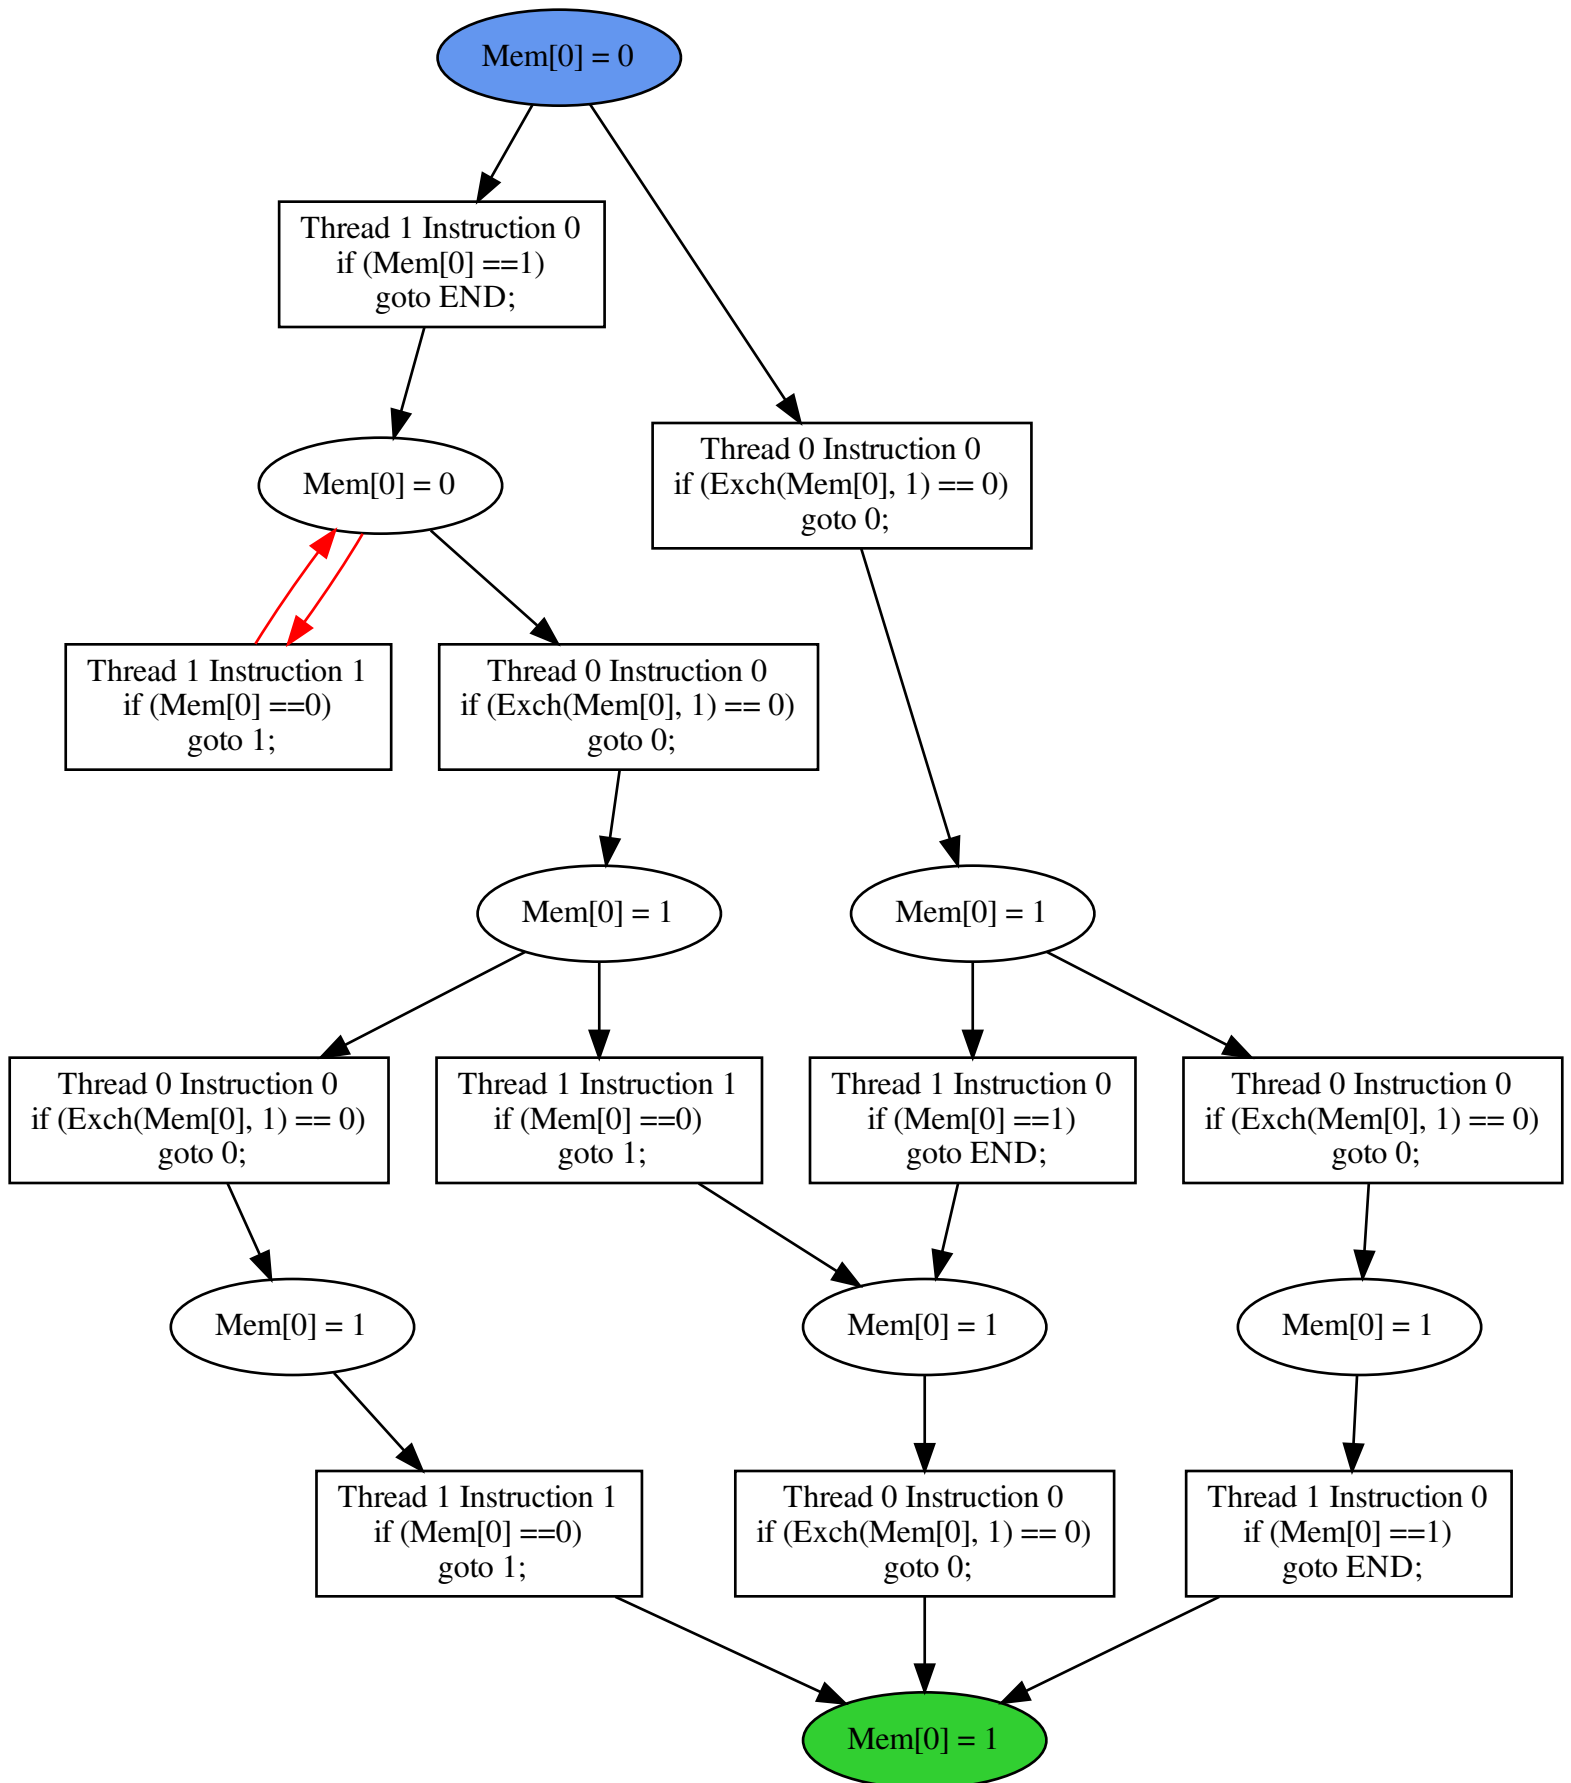 Mem[0] = 0
Thread 1 Instruction 0
if (Mem[0] ==1)
goto END;
Mem[0] = 0
Thread 0 Instruction 0
if (Exch(Mem[0], 1) == 0)
goto 0;
Thread 1 Instruction 1
if (Mem[0] ==0)
goto 1;
Thread 0 Instruction 0
if (Exch(Mem[0], 1) == 0)
goto 0;
Mem[0] = 1
Mem[0] = 1
Thread 0 Instruction 0
if (Exch(Mem[0], 1) == 0)
goto 0;
Thread 1 Instruction 1
if (Mem[0] ==0)
goto 1;
Thread 1 Instruction 0
if (Mem[0] ==1)
goto END;
Thread 0 Instruction 0
if (Exch(Mem[0], 1) == 0)
goto 0;
Mem[0] = 1
Mem[0] = 1
Mem[0] = 1
Thread 1 Instruction 1
if (Mem[0] ==0)
goto 1;
Thread 0 Instruction 0
if (Exch(Mem[0], 1) == 0)
goto 0;
Thread 1 Instruction 0
if (Mem[0] ==1)
goto END;
Mem[0] = 1